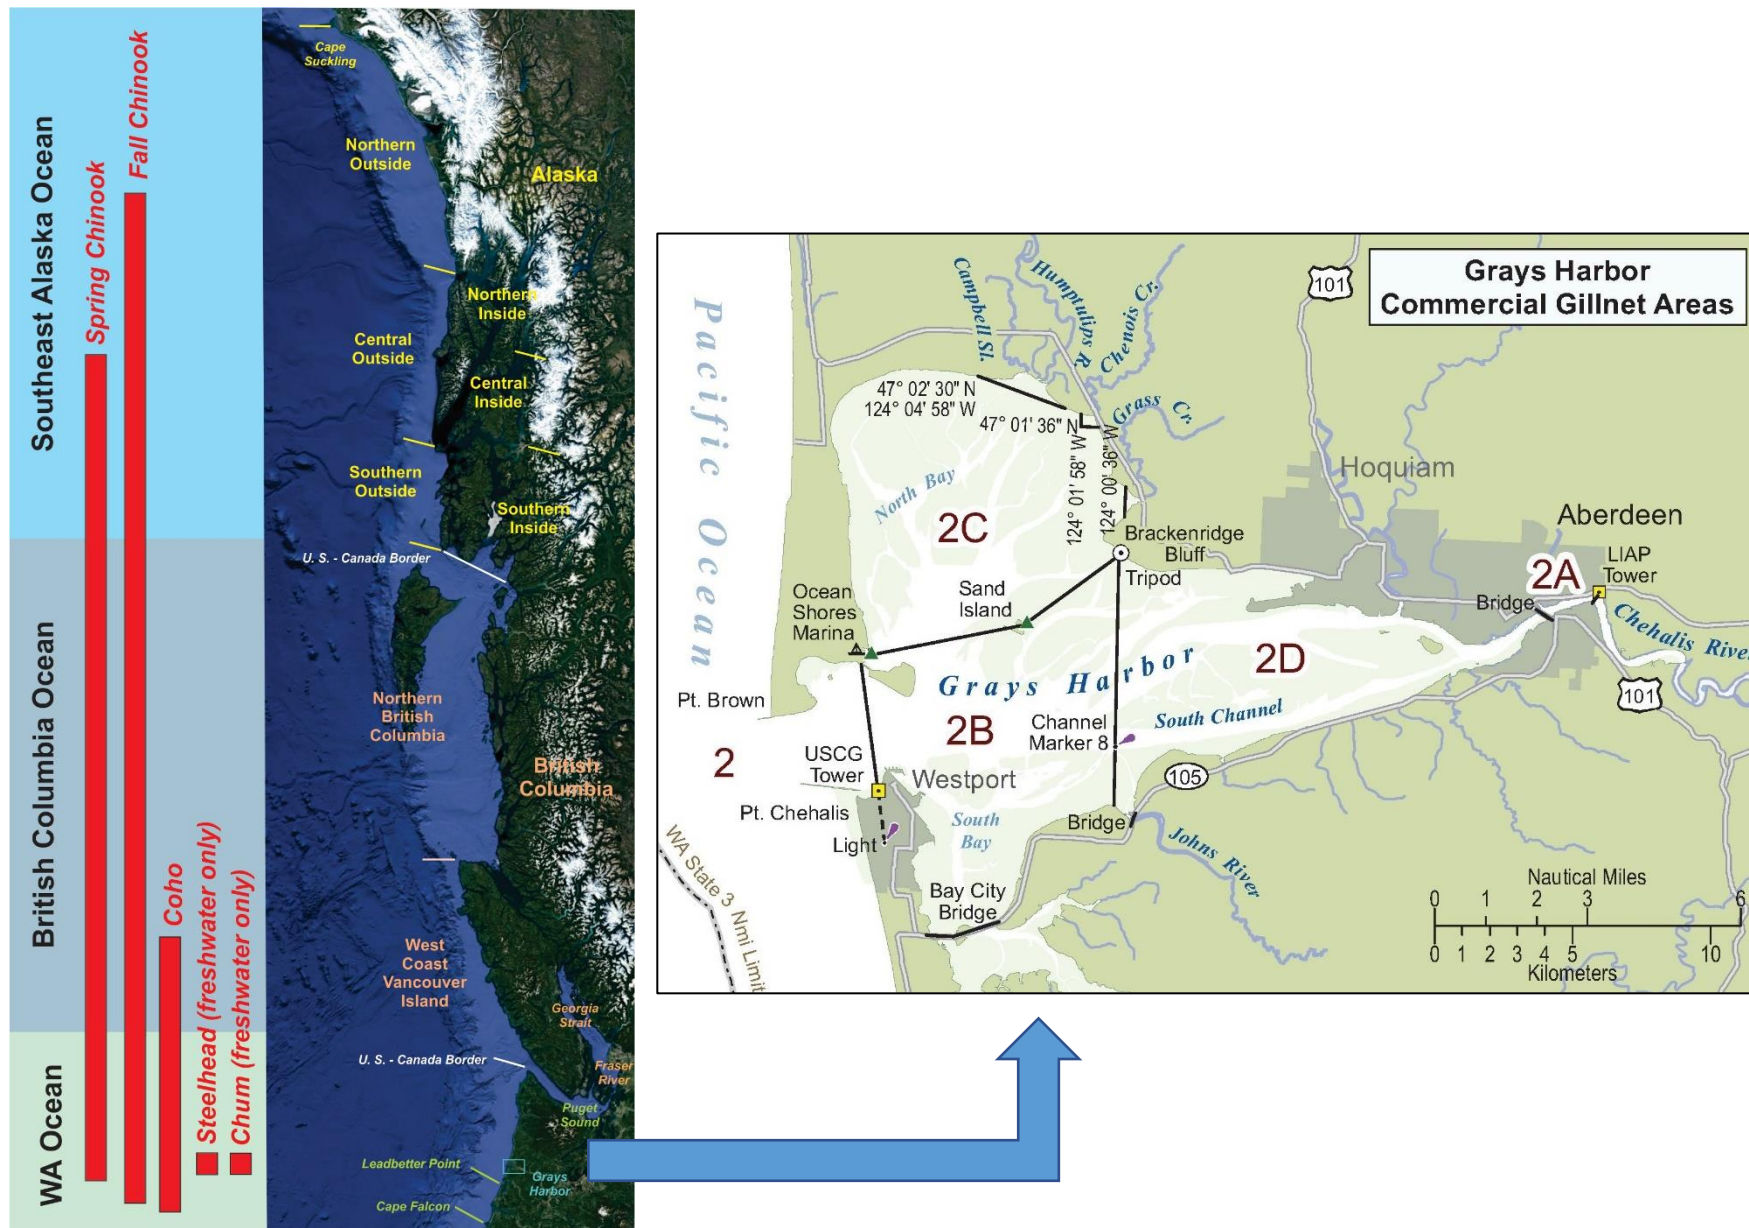 Southeast Alaska Ocean
British Columbia Ocean
WA Ocean
Spring Chinook
Fall Chinook
Coho
Steelhead (freshwater only)
Chum (freshwater only)
Cape
Suckling
Northern
Outside
Alaska
Northern
Inside
Central
Outside
Central
Inside
Southern
Outside
Southern
Inside
U. S. - Canada Border
Northern
British
Columbia
British
Columbia
West
Coast
Vancouver
Island
Georgia
Strait
U. S. - Canada Border
Fraser
River
Puget
Sound
Leadbetter Point
Grays
Harbor
Cape Falcon
Grays Harbor
Commercial Gillnet Areas
Pacific Ocean
Campbell Sl.
Humptulips R.
Chenois Cr.
Grass Cr.
101
47° 02' 30" N
124° 04' 58" W
47° 01' 36" N
124° 01' 58" W
124° 00' 36" W
North Bay
2C
Hoquiam
Aberdeen
Brackenridge
Bluff
Tripod
2A
LIAP
Tower
Bridge
Chehalis River
101
Sand
Island
Ocean
Shores
Marina
Grays Harbor
2D
Pt. Brown
2B
Channel
Marker 8
South Channel
2
USCG
Tower
Westport
105
Pt. Chehalis
Light
South
Bay
Bridge
Johns River
Bay City
Bridge
WA State 3 Nmi Limit
Nautical Miles
0 1 2 3 6
0 1 2 3 4 5 10
Kilometers